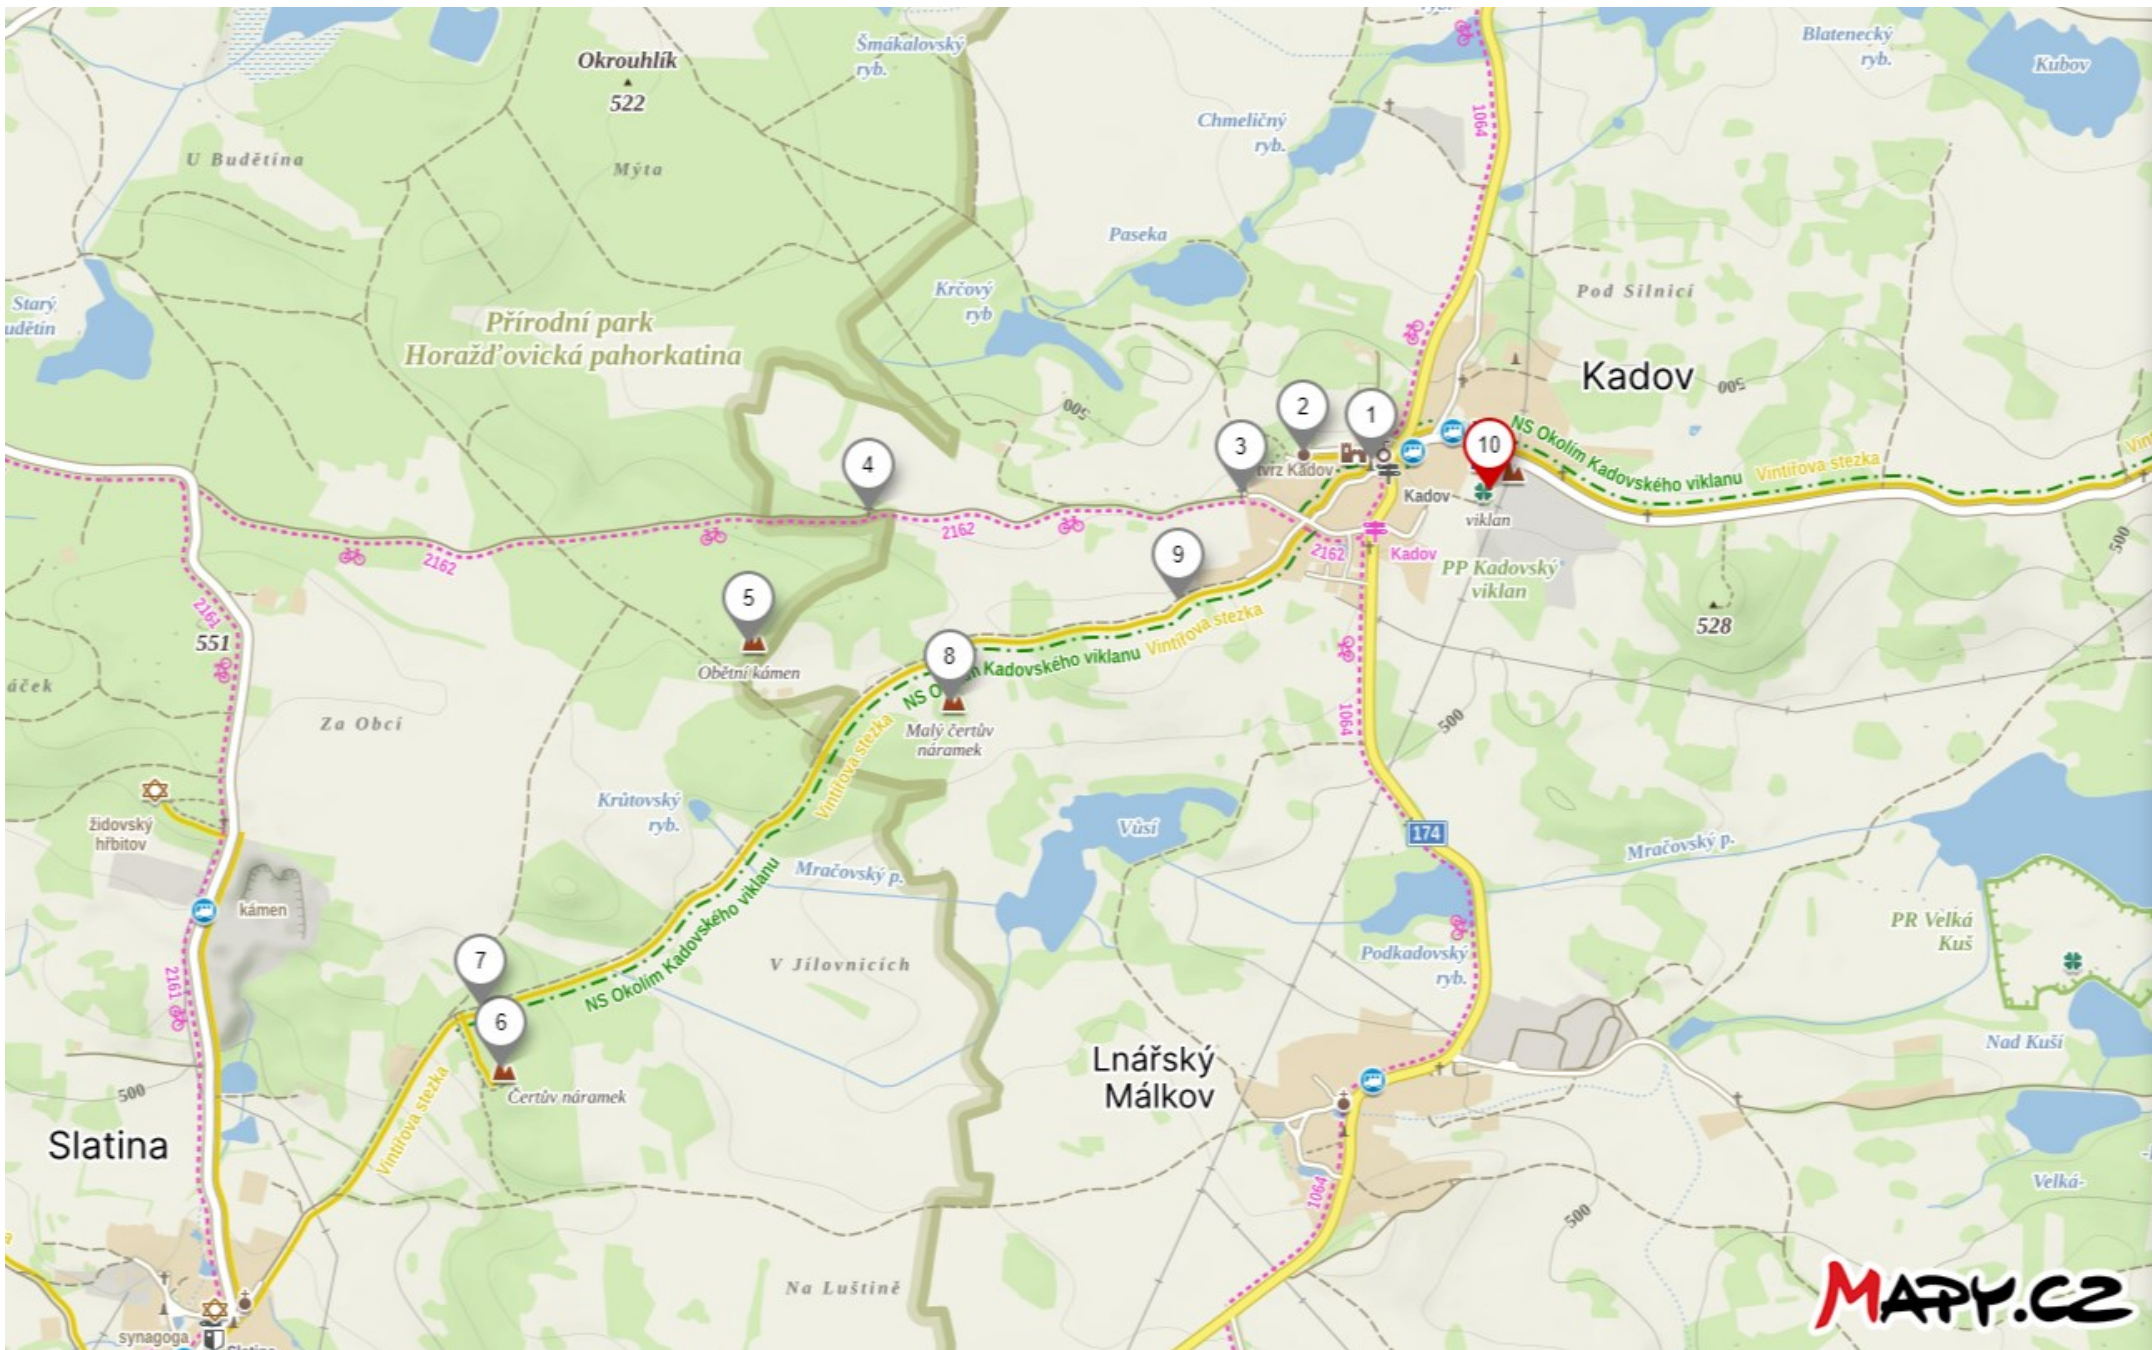 Okrouhlík
522
Šmákalovský
ryb.
ryb.
Blatenecký
ryb.
Kubov
U Budětína
Mýta
Chmeličný
ryb.
1064
Paseka
Krčový
ryb
Pod Silnicí
Starý
udětín
Přírodní park
Horažďovická pahorkatina
500
Kadov
500
1
2
3
4
10
tvrz Kadov
NS Okolím Kadovského viklanu
Vintířova stezka
Kadov
viklan
2162
2162
2162
Kadov
9
PP Kadovský
viklan
500
528
5
Obětní kámen
2161
551
8
NS Okolím Kadovského viklanu
Vintířova stezka
Malý čertův
náramek
áček
Za Obcí
Vintířova stezka
1064
500
Krůtovský
ryb.
židovský
hřbitov
Vůsí
174
Mračovský p.
Mračovský p.
kámen
NS Okolím Kadovského viklanu
V Jílovnicích
Podkadovský
ryb.
PR Velká
Kuš
2161
7
6
Čertův náramek
Nad Kuší
Lnářský
Málkov
500
Vintířova stezka
Slatina
1064
500
Velká-
Na Luštině
synagoga
Slatina
MAPY.CZ